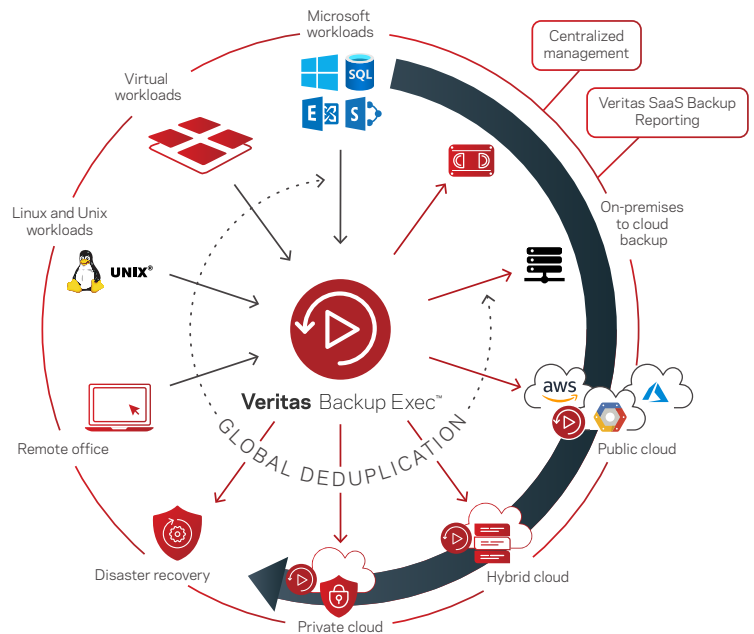 Microsoft
workloads
SQL
E
S
Centralized
management
Veritas SaaS Backup
Reporting
Virtual
workloads
Linux and Unix
workloads
UNIX®
On-premises
to cloud
backup
Veritas Backup Exec™
GLOBAL DEDUPLICATION
aws
Public cloud
Remote office
Disaster recovery
Hybrid cloud
Private cloud